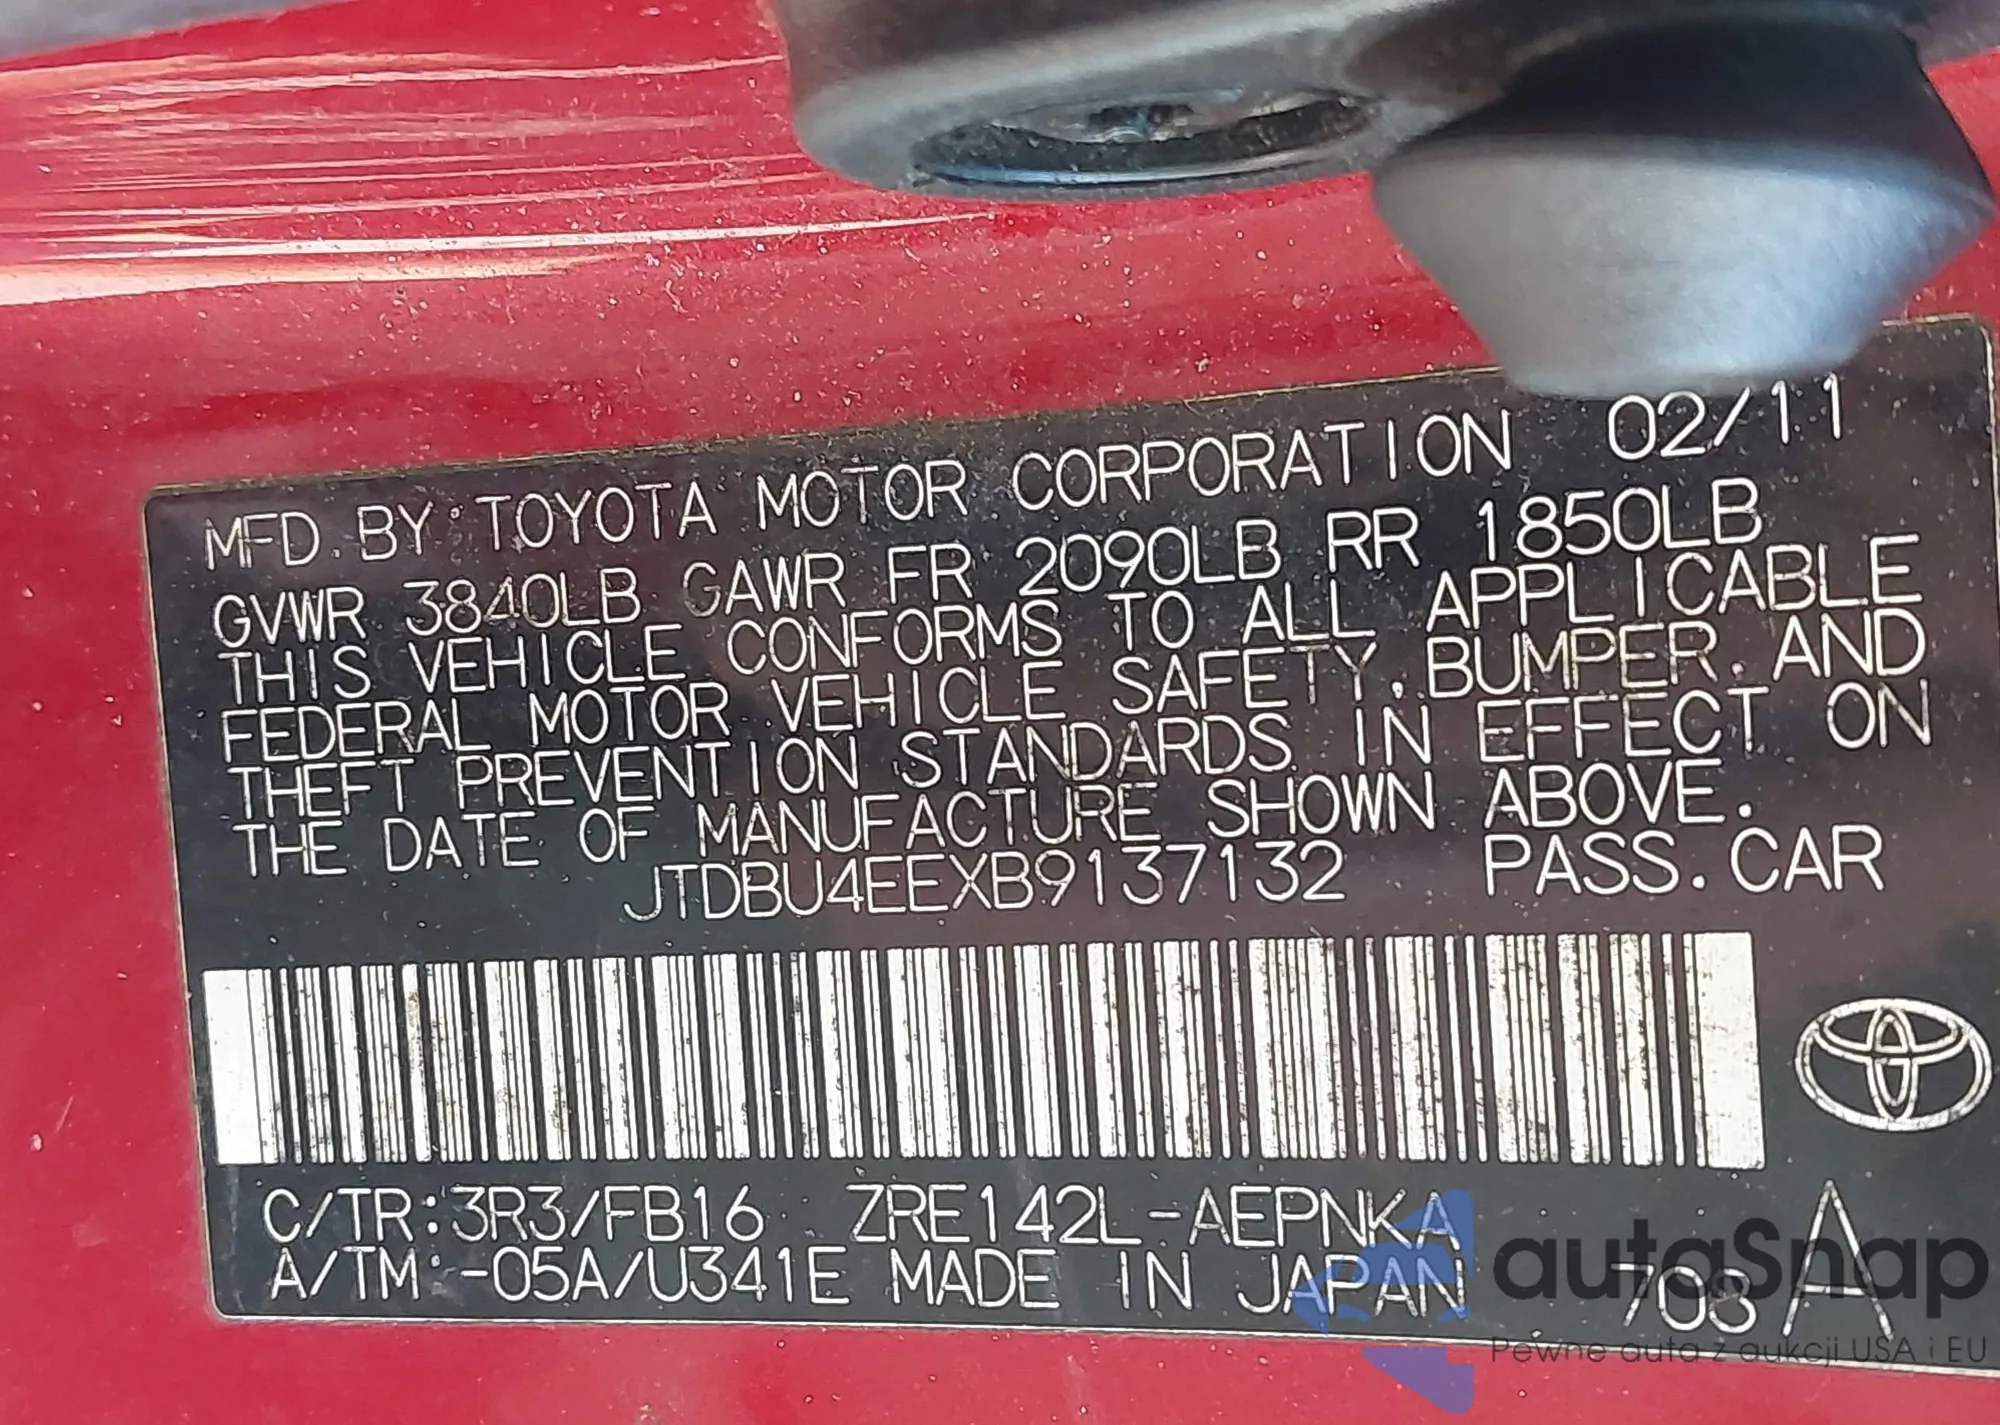 MFD. BY: TOYOTA MOTOR CORPORATION 02/11
GVWR 3840LB GAWR FR 2090LB RR 1850LB
THIS VEHICLE CONFORMS TO ALL APPLICABLE
FEDERAL MOTOR VEHICLE SAFETY, BUMPER, AND
THEFT PREVENTION STANDARDS IN EFFECT ON
THE DATE OF MANUFACTURE SHOWN ABOVE.
JTDBU4EEXB9137132 PASS. CAR
C/TR:3R3/FB16 ZRE142L-AEPNKA
A/TM:-05A/U341E MADE IN JAPAN 708 A
autoSnap
Pewne auta z aukcji USA i EU